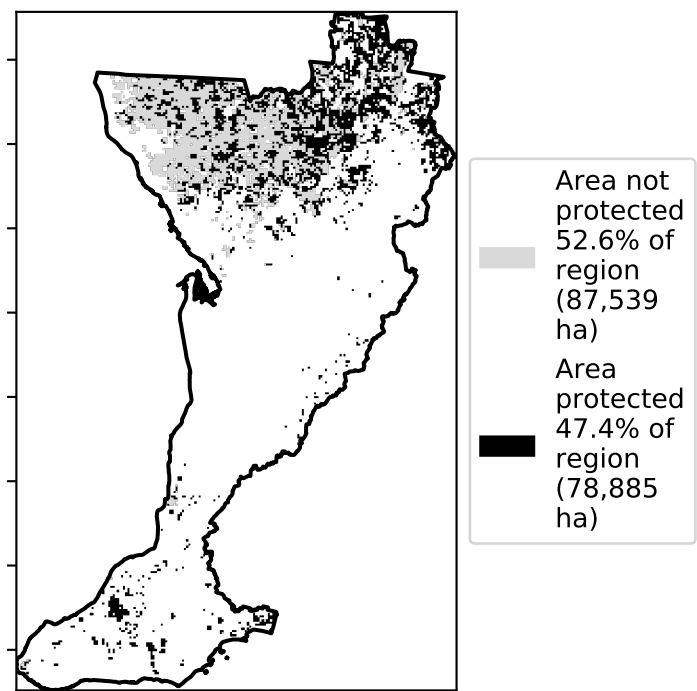 Area not
protected
52.6% of
region
(87,539
ha)
Area
protected
47.4% of
region
(78,885
ha)